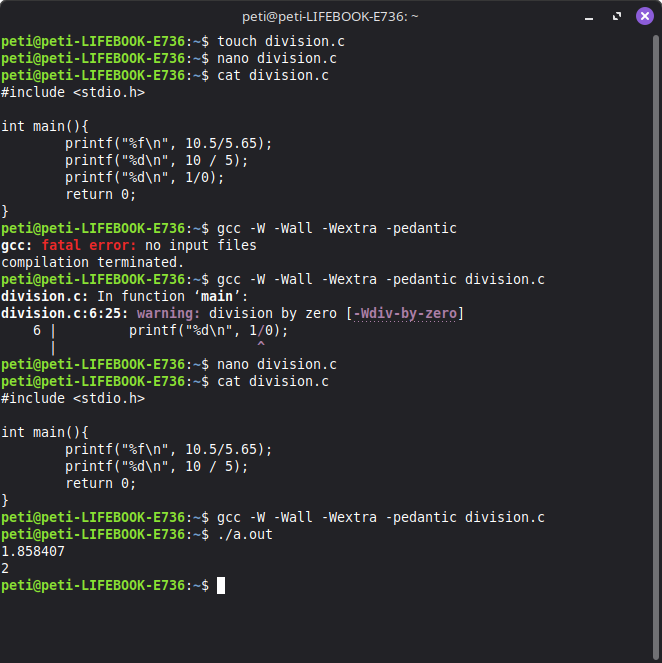 peti@peti-LIFEBOOK-E736: ~
peti@peti-LIFEBOOK-E736:~$ touch division.c
peti@peti-LIFEBOOK-E736:~$ nano division.c
peti@peti-LIFEBOOK-E736:~$ cat division.c
#include <stdio.h>

int main(){
        printf("%f\n", 10.5/5.65);
        printf("%d\n", 10 / 5);
        printf("%d\n", 1/0);
        return 0;
}
peti@peti-LIFEBOOK-E736:~$ gcc -W -Wall -Wextra -pedantic
gcc: fatal error: no input files
compilation terminated.
peti@peti-LIFEBOOK-E736:~$ gcc -W -Wall -Wextra -pedantic division.c
division.c: In function ‘main’:
division.c:6:25: warning: division by zero [-Wdiv-by-zero]
    6 |         printf("%d\n", 1/0);
      |                         ^
peti@peti-LIFEBOOK-E736:~$ nano division.c
peti@peti-LIFEBOOK-E736:~$ cat division.c
#include <stdio.h>

int main(){
        printf("%f\n", 10.5/5.65);
        printf("%d\n", 10 / 5);
        return 0;
}
peti@peti-LIFEBOOK-E736:~$ gcc -W -Wall -Wextra -pedantic division.c
peti@peti-LIFEBOOK-E736:~$ ./a.out
1.858407
2
peti@peti-LIFEBOOK-E736:~$